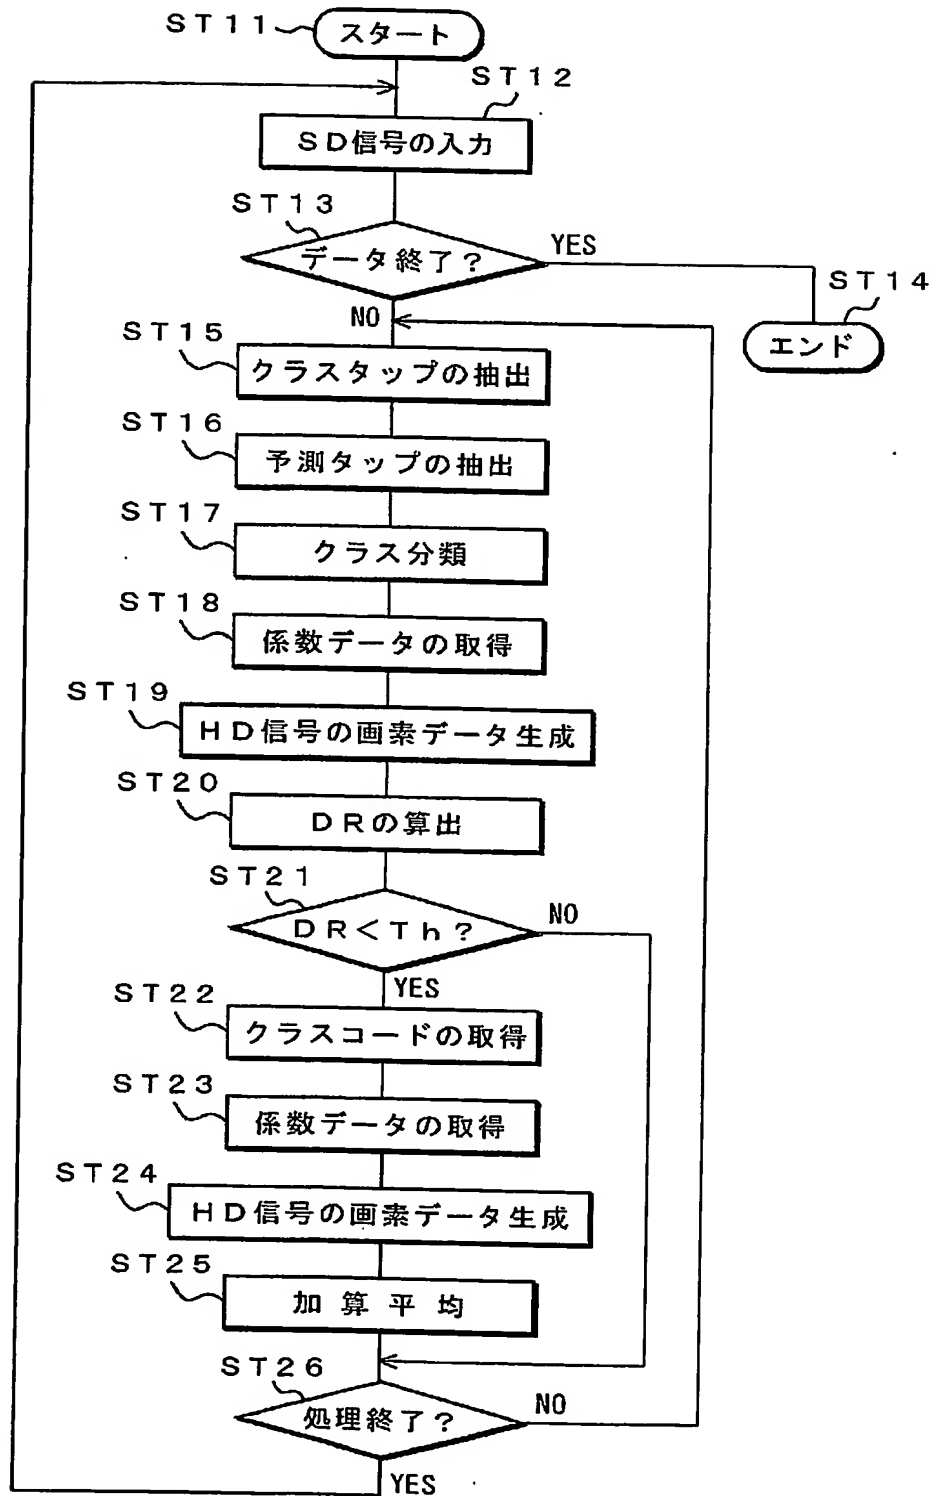 ＳＴ１１
スタート
ＳＴ１２
ＳＤ信号の入力
ＳＴ１３
データ終了？
YES
ＳＴ１４
エンド
NO
ＳＴ１５
クラスタップの抽出
ＳＴ１６
予測タップの抽出
ＳＴ１７
クラス分類
ＳＴ１８
係数データの取得
ＳＴ１９
ＨＤ信号の画素データ生成
ＳＴ２０
ＤＲの算出
ＳＴ２１
ＤＲ＜Ｔｈ？
NO
YES
ＳＴ２２
クラスコードの取得
ＳＴ２３
係数データの取得
ＳＴ２４
ＨＤ信号の画素データ生成
ＳＴ２５
加算平均
ＳＴ２６
処理終了？
NO
YES